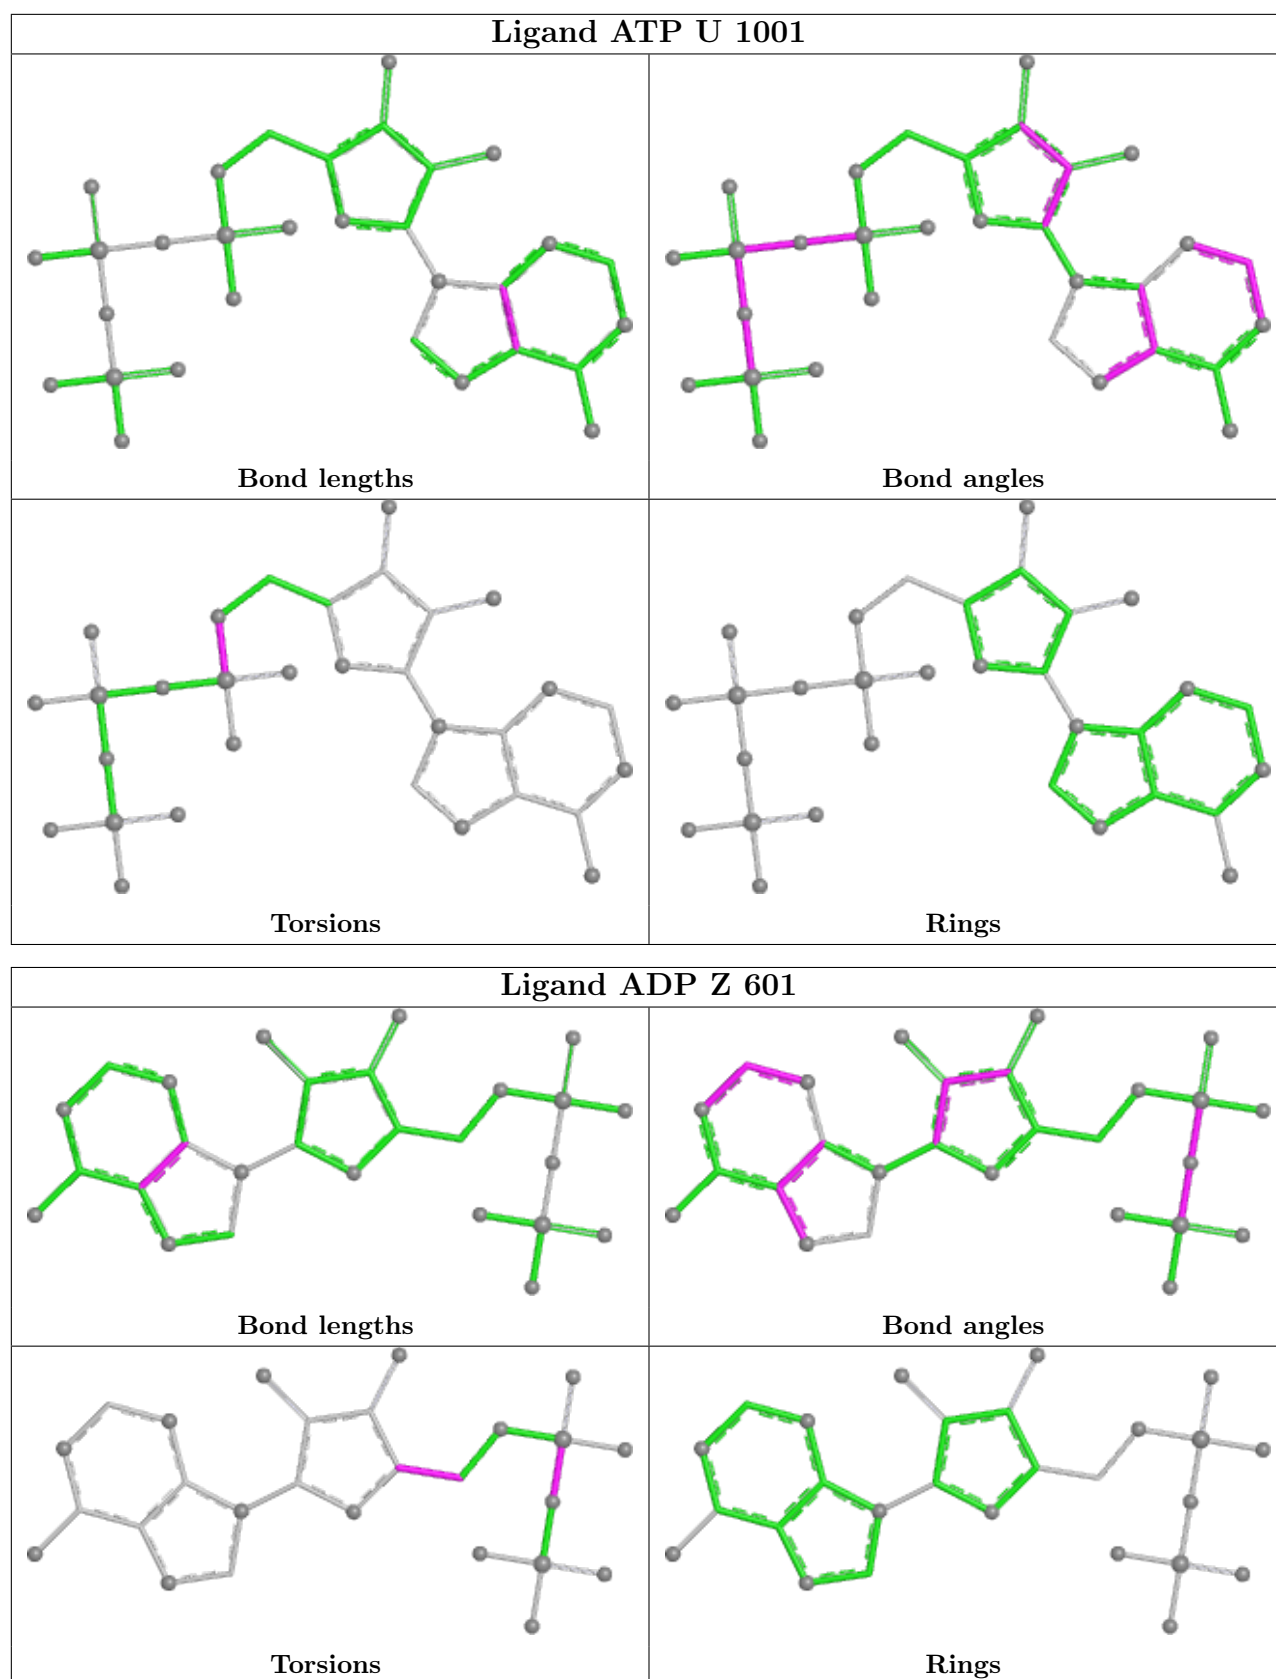 Ligand ATP U 1001
Bond lengths
Bond angles
Torsions
Rings
Ligand ADP Z 601
Bond lengths
Bond angles
Torsions
Rings